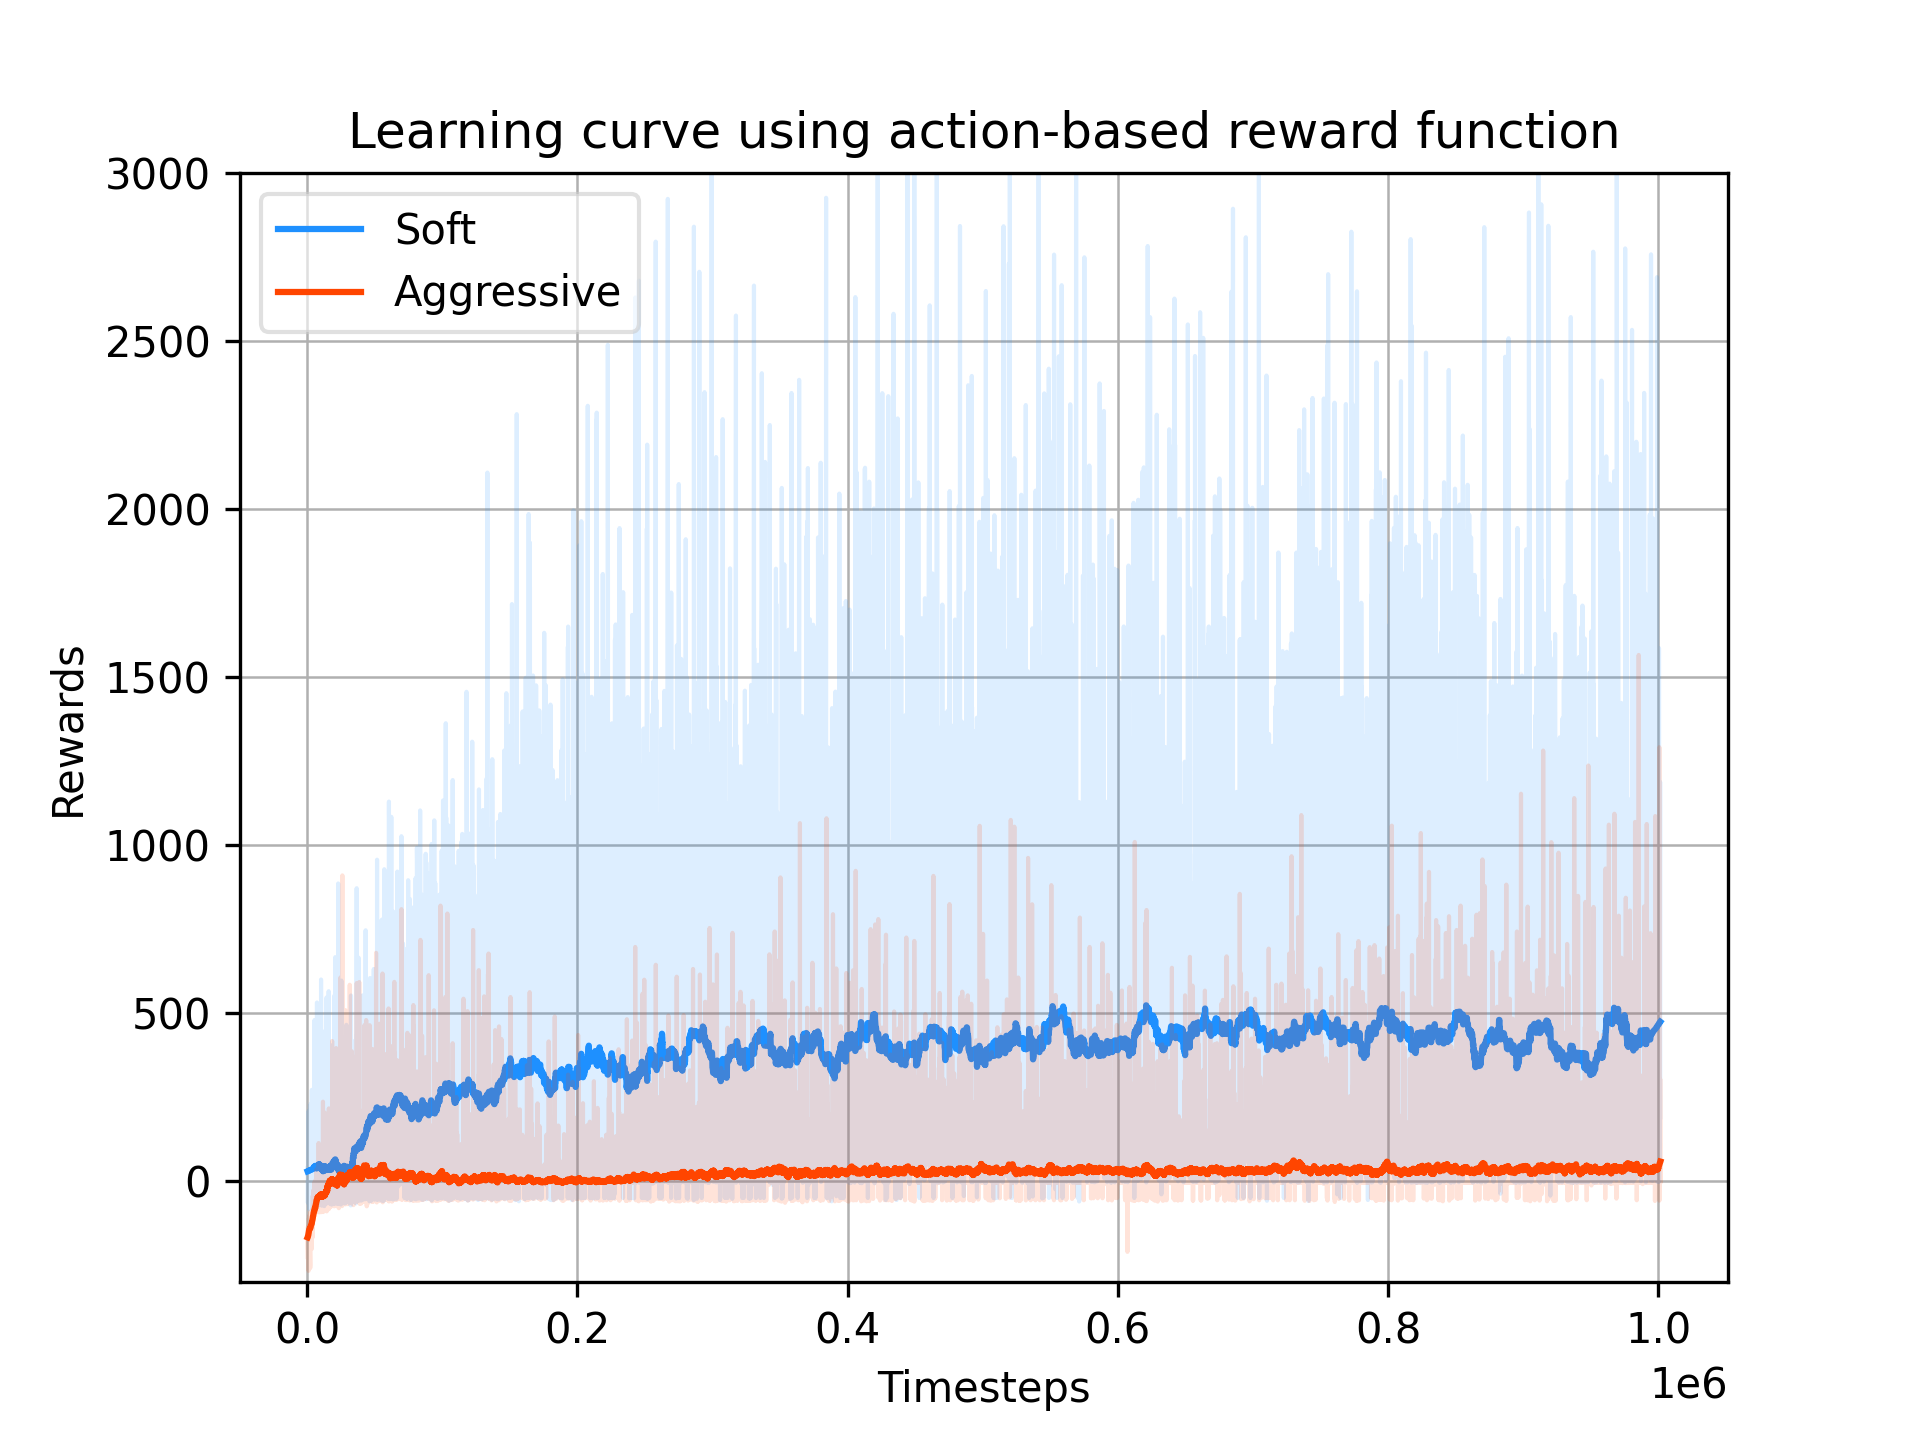 Learning curve using action-based reward function
3000
2500
2000
1500
1000
500
0
Rewards
Soft
Aggressive
0.0 0.2 0.4 0.6 0.8 1.0
1e6
Timesteps